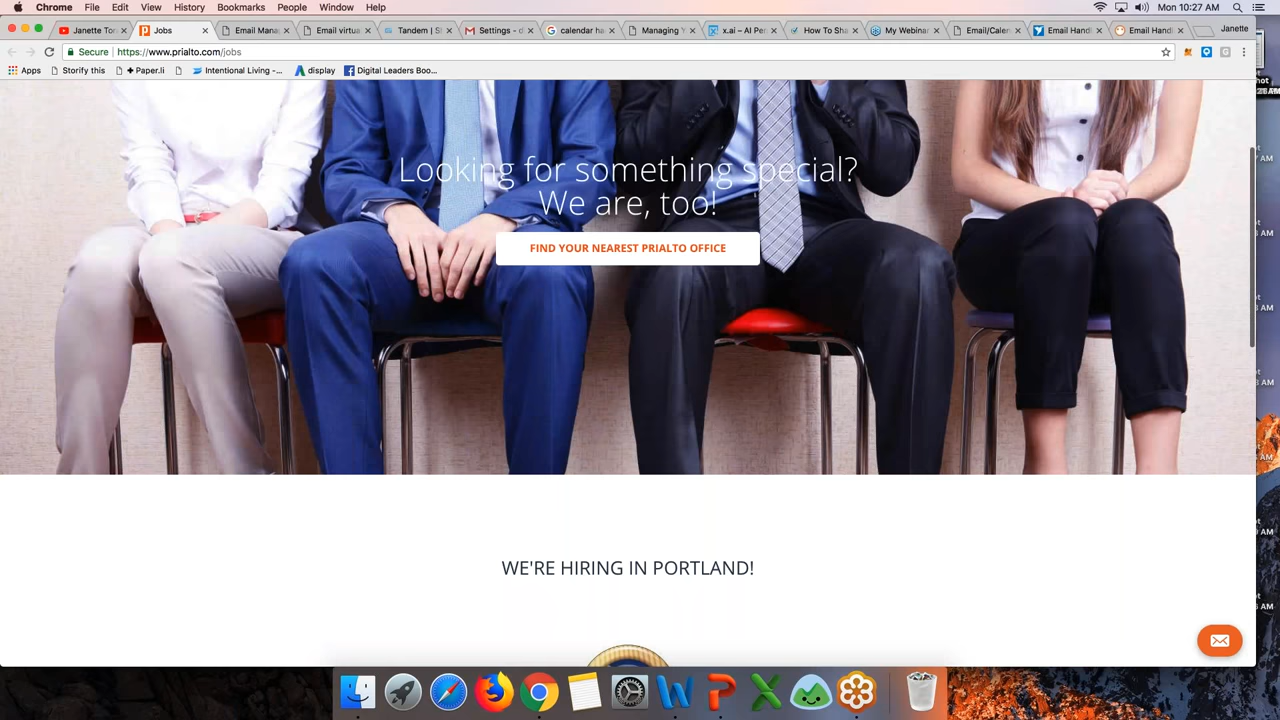 Chrome File Edit View History Bookmarks People Window Help Mon 10:27 AM
Janette To Jobs Email Mana Email virtua Tandem | S Settings - d calendar ha Managing Y x.ai – AI Per How To Sha My Webinar Email/Calen Email Handl Email Handl Janette
Secure https://www.prialto.com/jobs
Apps Storify this Paper.li Intentional Living -... display Digital Leaders Boo...
Looking for something special?
We are, too!
FIND YOUR NEAREST PRIALTO OFFICE
WE'RE HIRING IN PORTLAND!